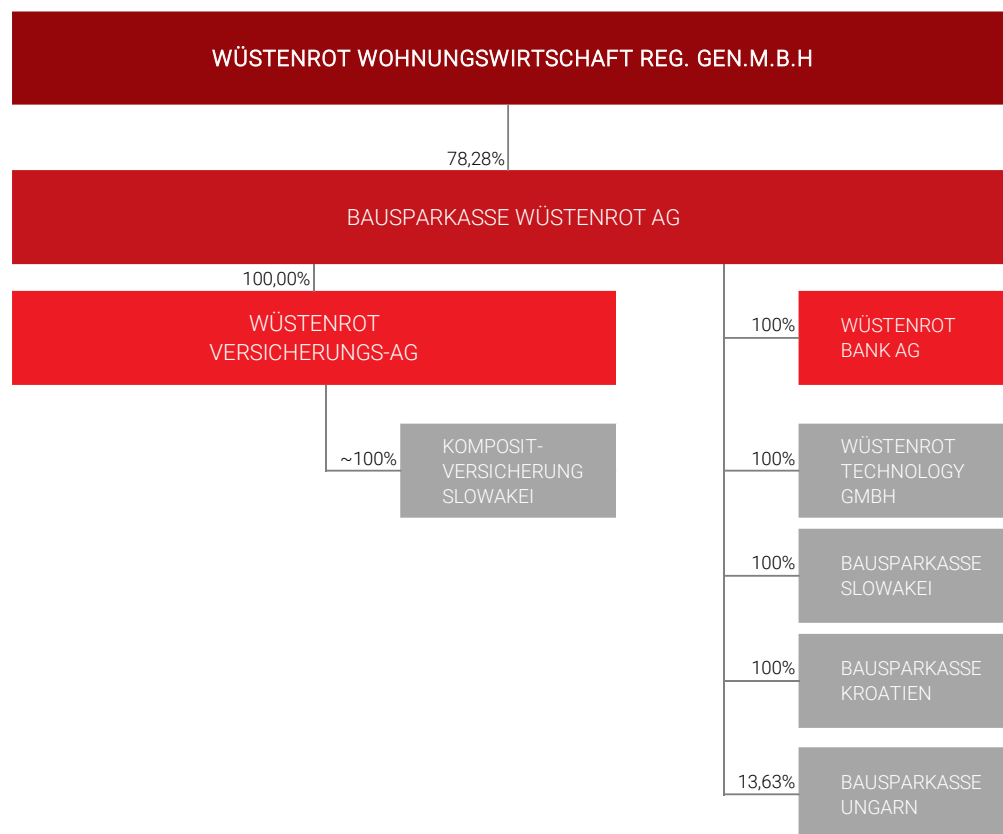 WÜSTENROT WOHNUNGSWIRTSCHAFT REG. GEN.M.B.H
78,28%
BAUSPARKASSE WÜSTENROT AG
100,00%
WÜSTENROT
VERSICHERUNGS-AG
~100%
KOMPOSIT-
VERSICHERUNG
SLOWAKEI
100%
WÜSTENROT
BANK AG
100%
WÜSTENROT
TECHNOLOGY
GMBH
100%
BAUSPARKASSE
SLOWAKEI
100%
BAUSPARKASSE
KROATIEN
13,63%
BAUSPARKASSE
UNGARN